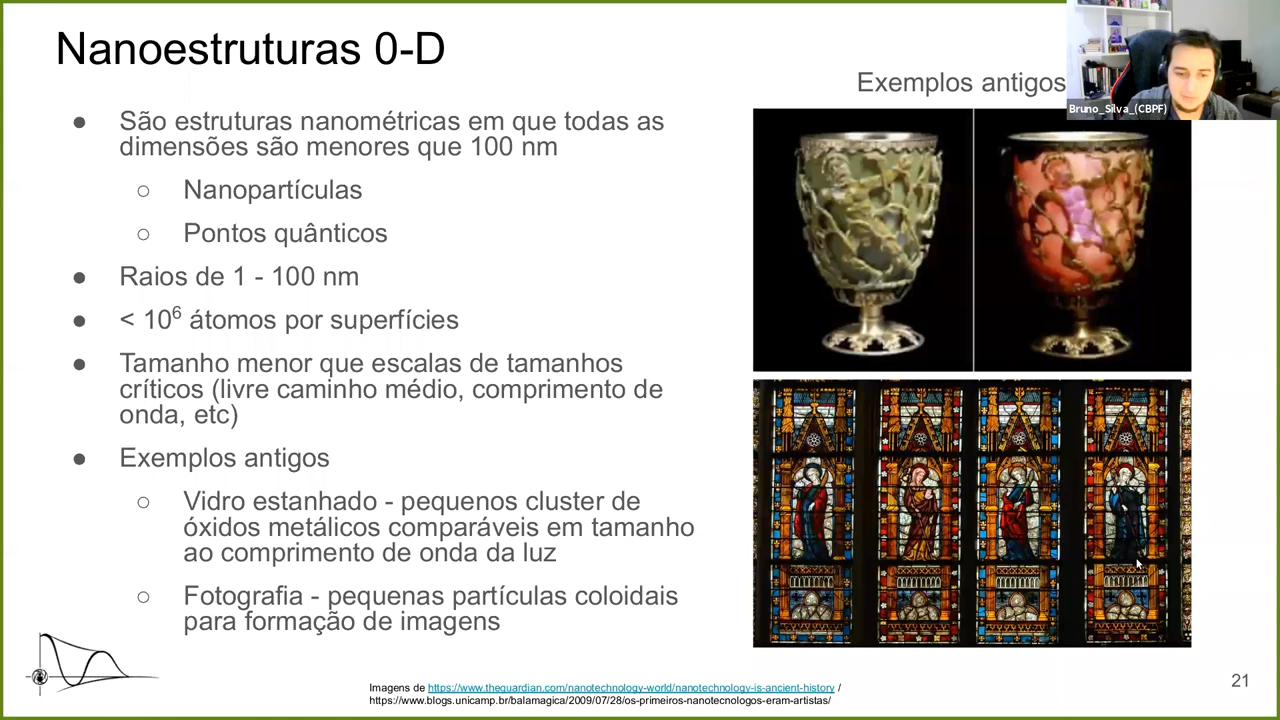 Nanoestruturas 0-D
Exemplos antigos
Bruno_Silva_(CBPF)
● São estruturas nanométricas em que todas as
dimensões são menores que 100 nm
○ Nanopartículas
○ Pontos quânticos
● Raios de 1 - 100 nm
● < 10⁶ átomos por superfícies
● Tamanho menor que escalas de tamanhos
críticos (livre caminho médio, comprimento de
onda, etc)
● Exemplos antigos
○ Vidro estanhado - pequenos cluster de
óxidos metálicos comparáveis em tamanho
ao comprimento de onda da luz
○ Fotografia - pequenas partículas coloidais
para formação de imagens
Imagens de https://www.theguardian.com/nanotechnology-world/nanotechnology-is-ancient-history /
https://www.blogs.unicamp.br/balamagica/2009/07/28/os-primeiros-nanotecnologos-eram-artistas/
21